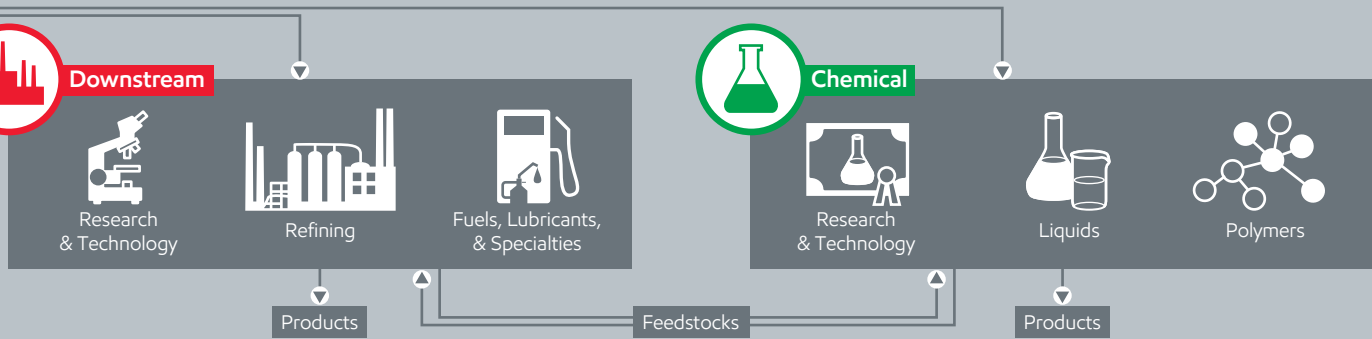 Downstream
Research
& Technology
Refining
Fuels, Lubricants,
& Specialties
Products
Feedstocks
Chemical
Research
& Technology
Liquids
Polymers
Products